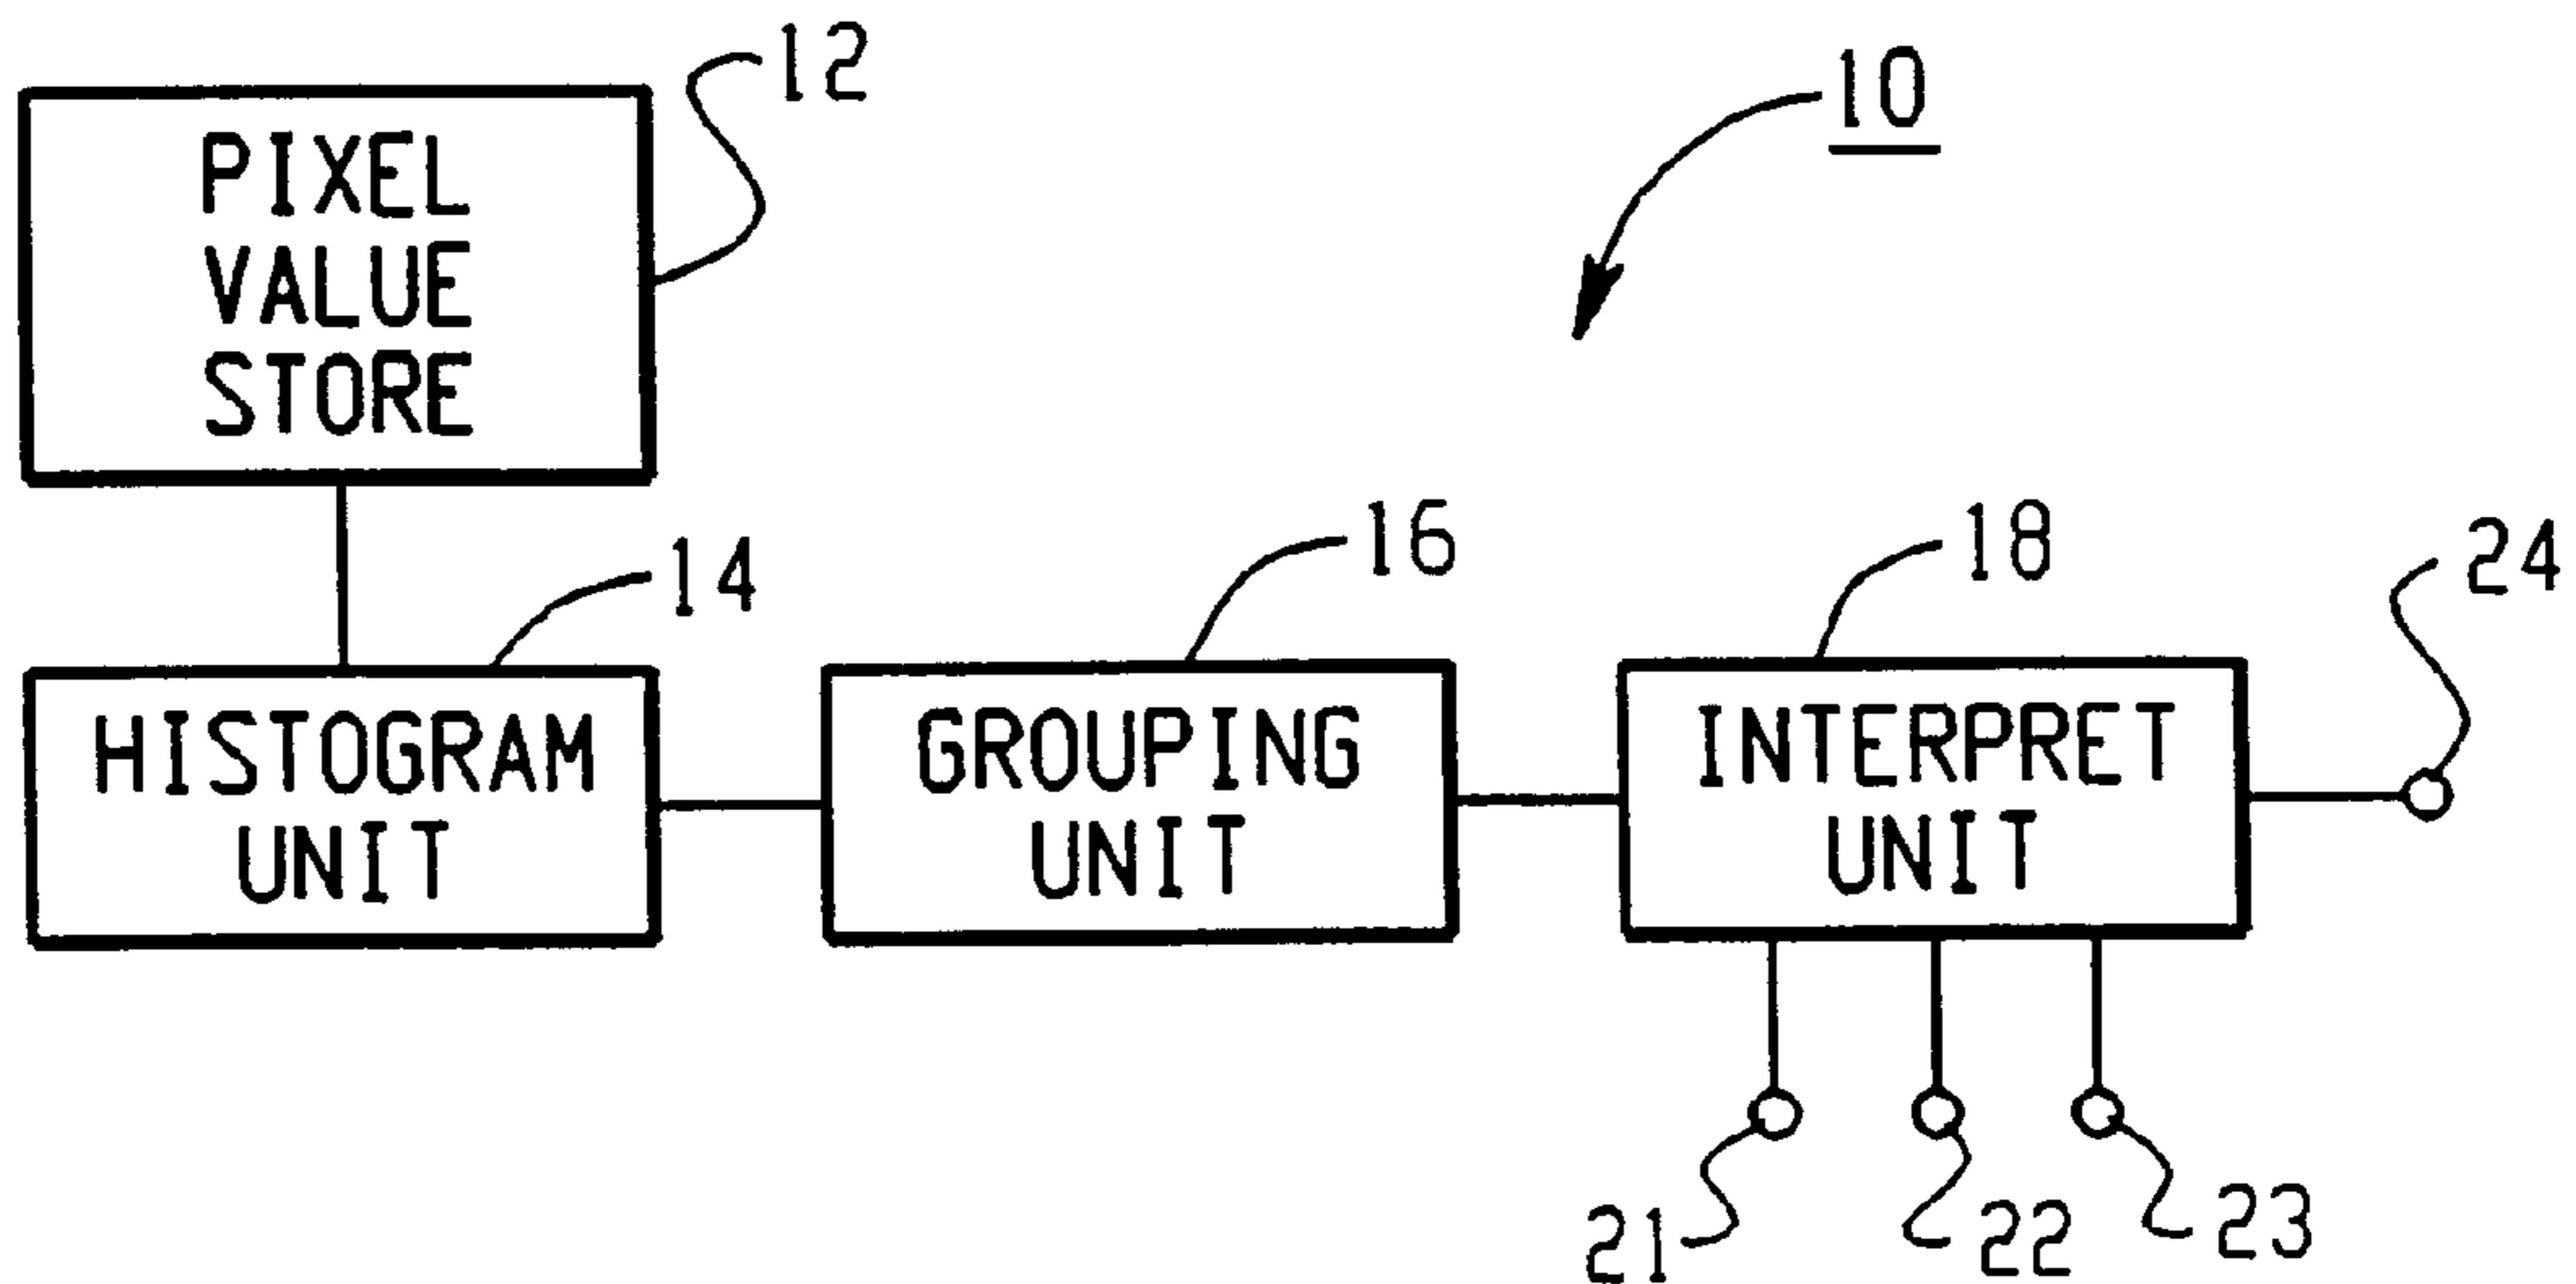 12
10
PIXEL
VALUE
STORE
14
16
18
24
HISTOGRAM
UNIT
GROUPING
UNIT
INTERPRET
UNIT
21
22
23